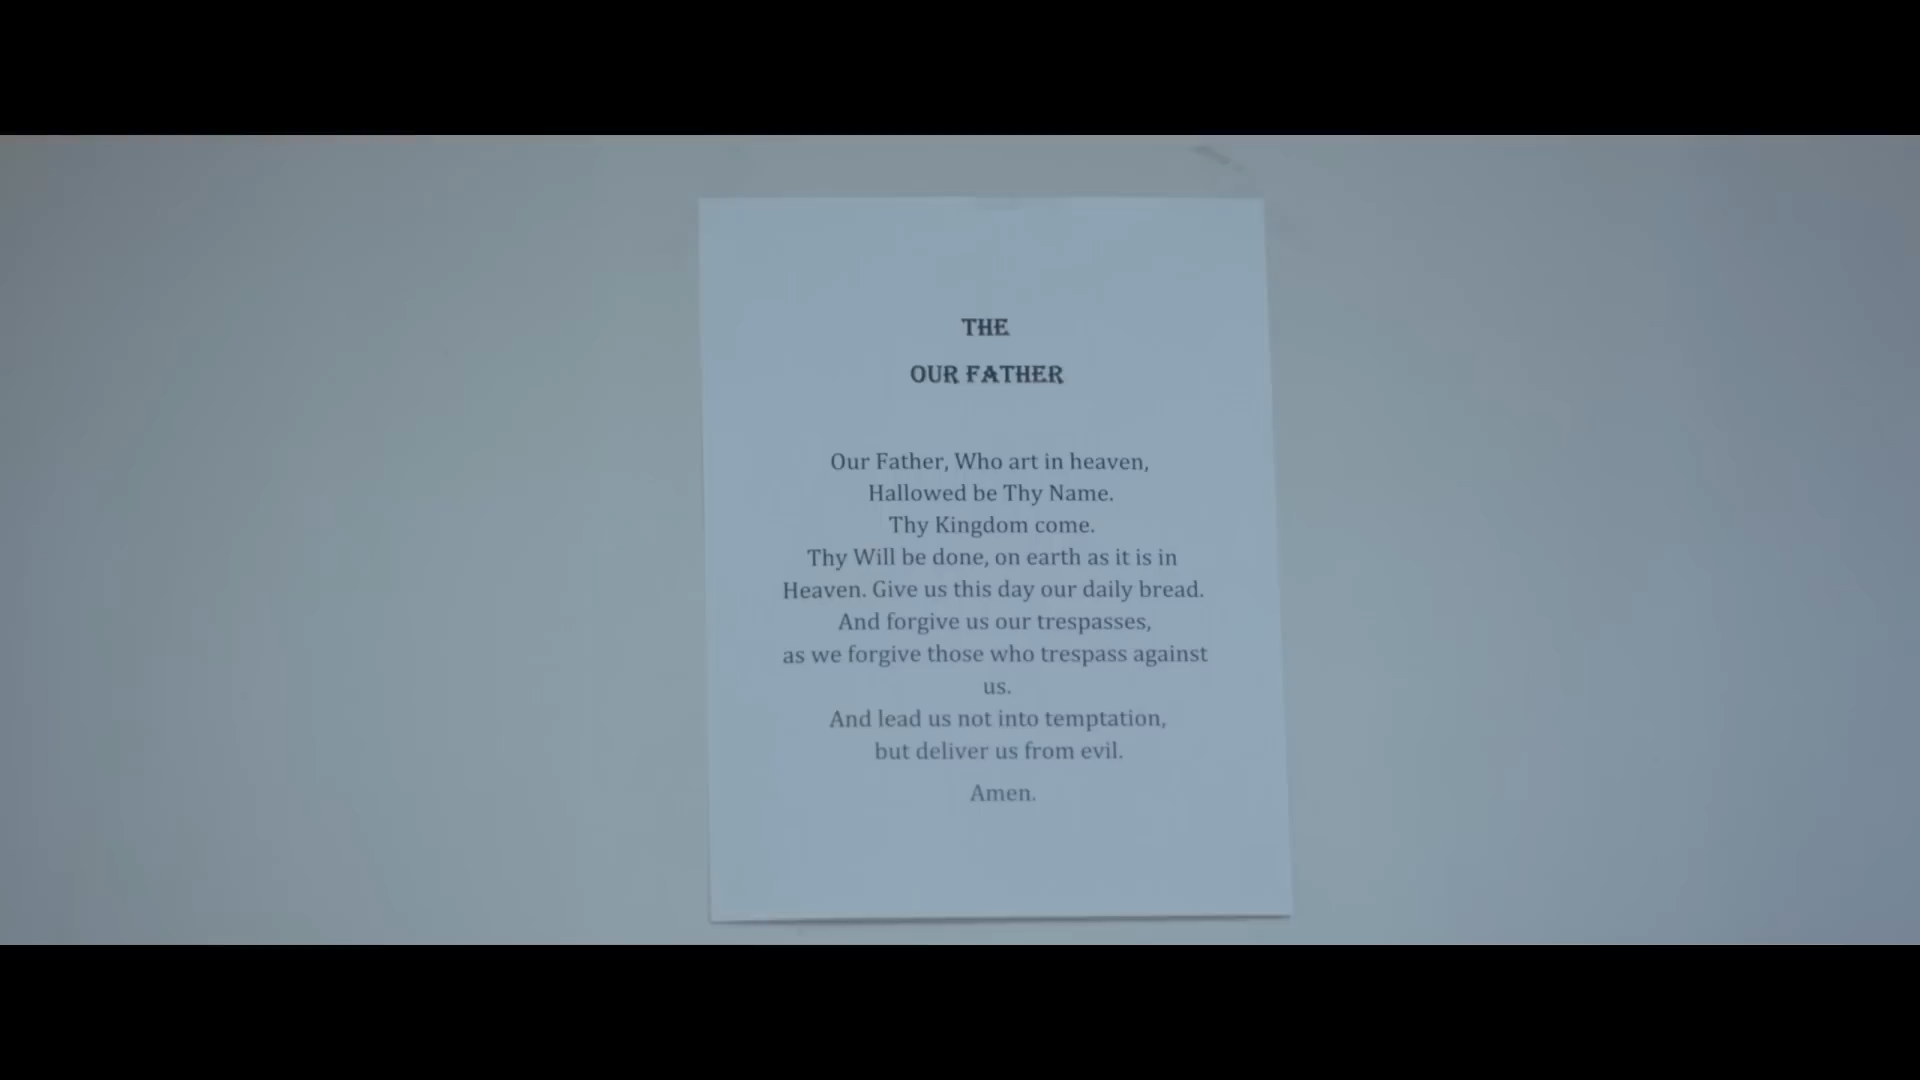 THE
OUR FATHER
Our Father, Who art in heaven,
Hallowed be Thy Name.
Thy Kingdom come.
Thy Will be done, on earth as it is in
Heaven. Give us this day our daily bread.
And forgive us our trespasses,
as we forgive those who trespass against
us.
And lead us not into temptation,
but deliver us from evil.
Amen.